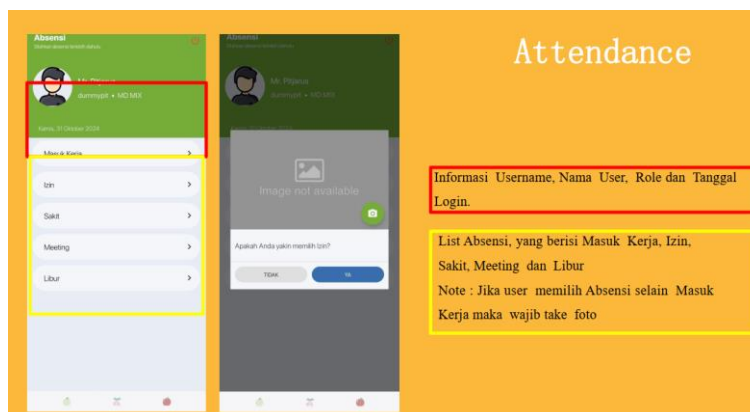 Absensi
Kamis, 31 Oktober 2024
Masuk Kerja
Izin
Sakit
Meeting
Libur
Absensi
Mr. Pitjarus
dummypit • MD MIX
Image not available
Apakah Anda yakin memilih Izin?
TIDAK
YA
Attendance
Informasi Username, Nama User, Role dan Tanggal
Login.
List Absensi, yang berisi Masuk Kerja, Izin,
Sakit, Meeting dan Libur
Note : Jika user memilih Absensi selain Masuk
Kerja maka wajib take foto